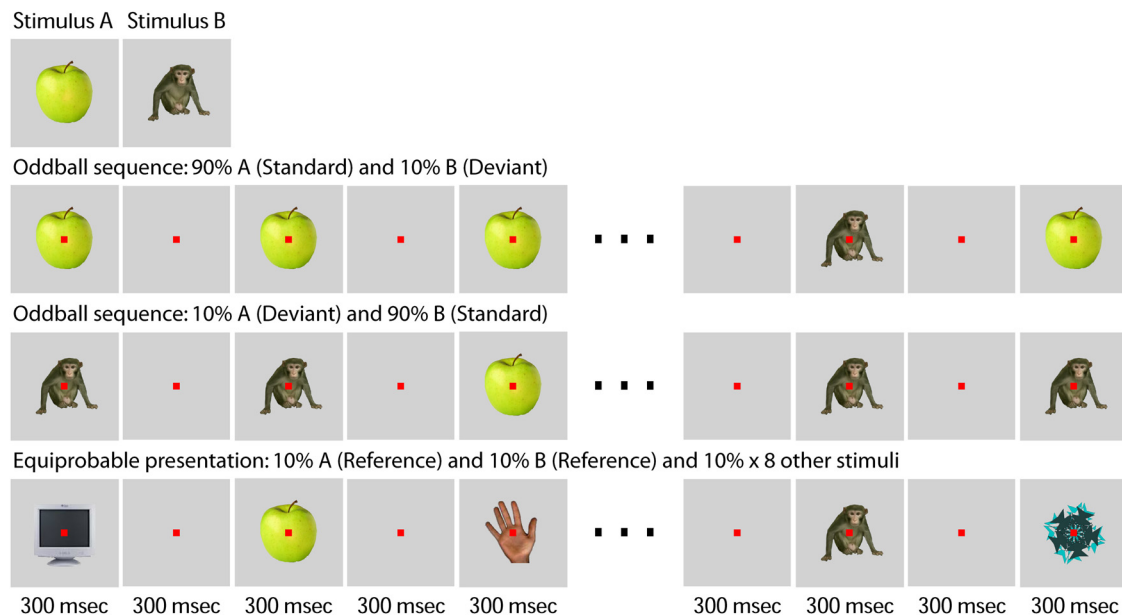 Stimulus A Stimulus B
Oddball sequence: 90% A (Standard) and 10% B (Deviant)
Oddball sequence: 10% A (Deviant) and 90% B (Standard)
Equiprobable presentation: 10% A (Reference) and 10% B (Reference) and 10% x 8 other stimuli
300 msec 300 msec 300 msec 300 msec 300 msec 300 msec 300 msec 300 msec 300 msec